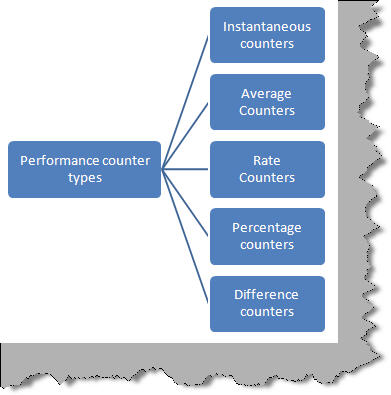 Instantaneous
counters
Average
Counters
Performance counter
types
Rate
Counters
Percentage
counters
Difference
counters